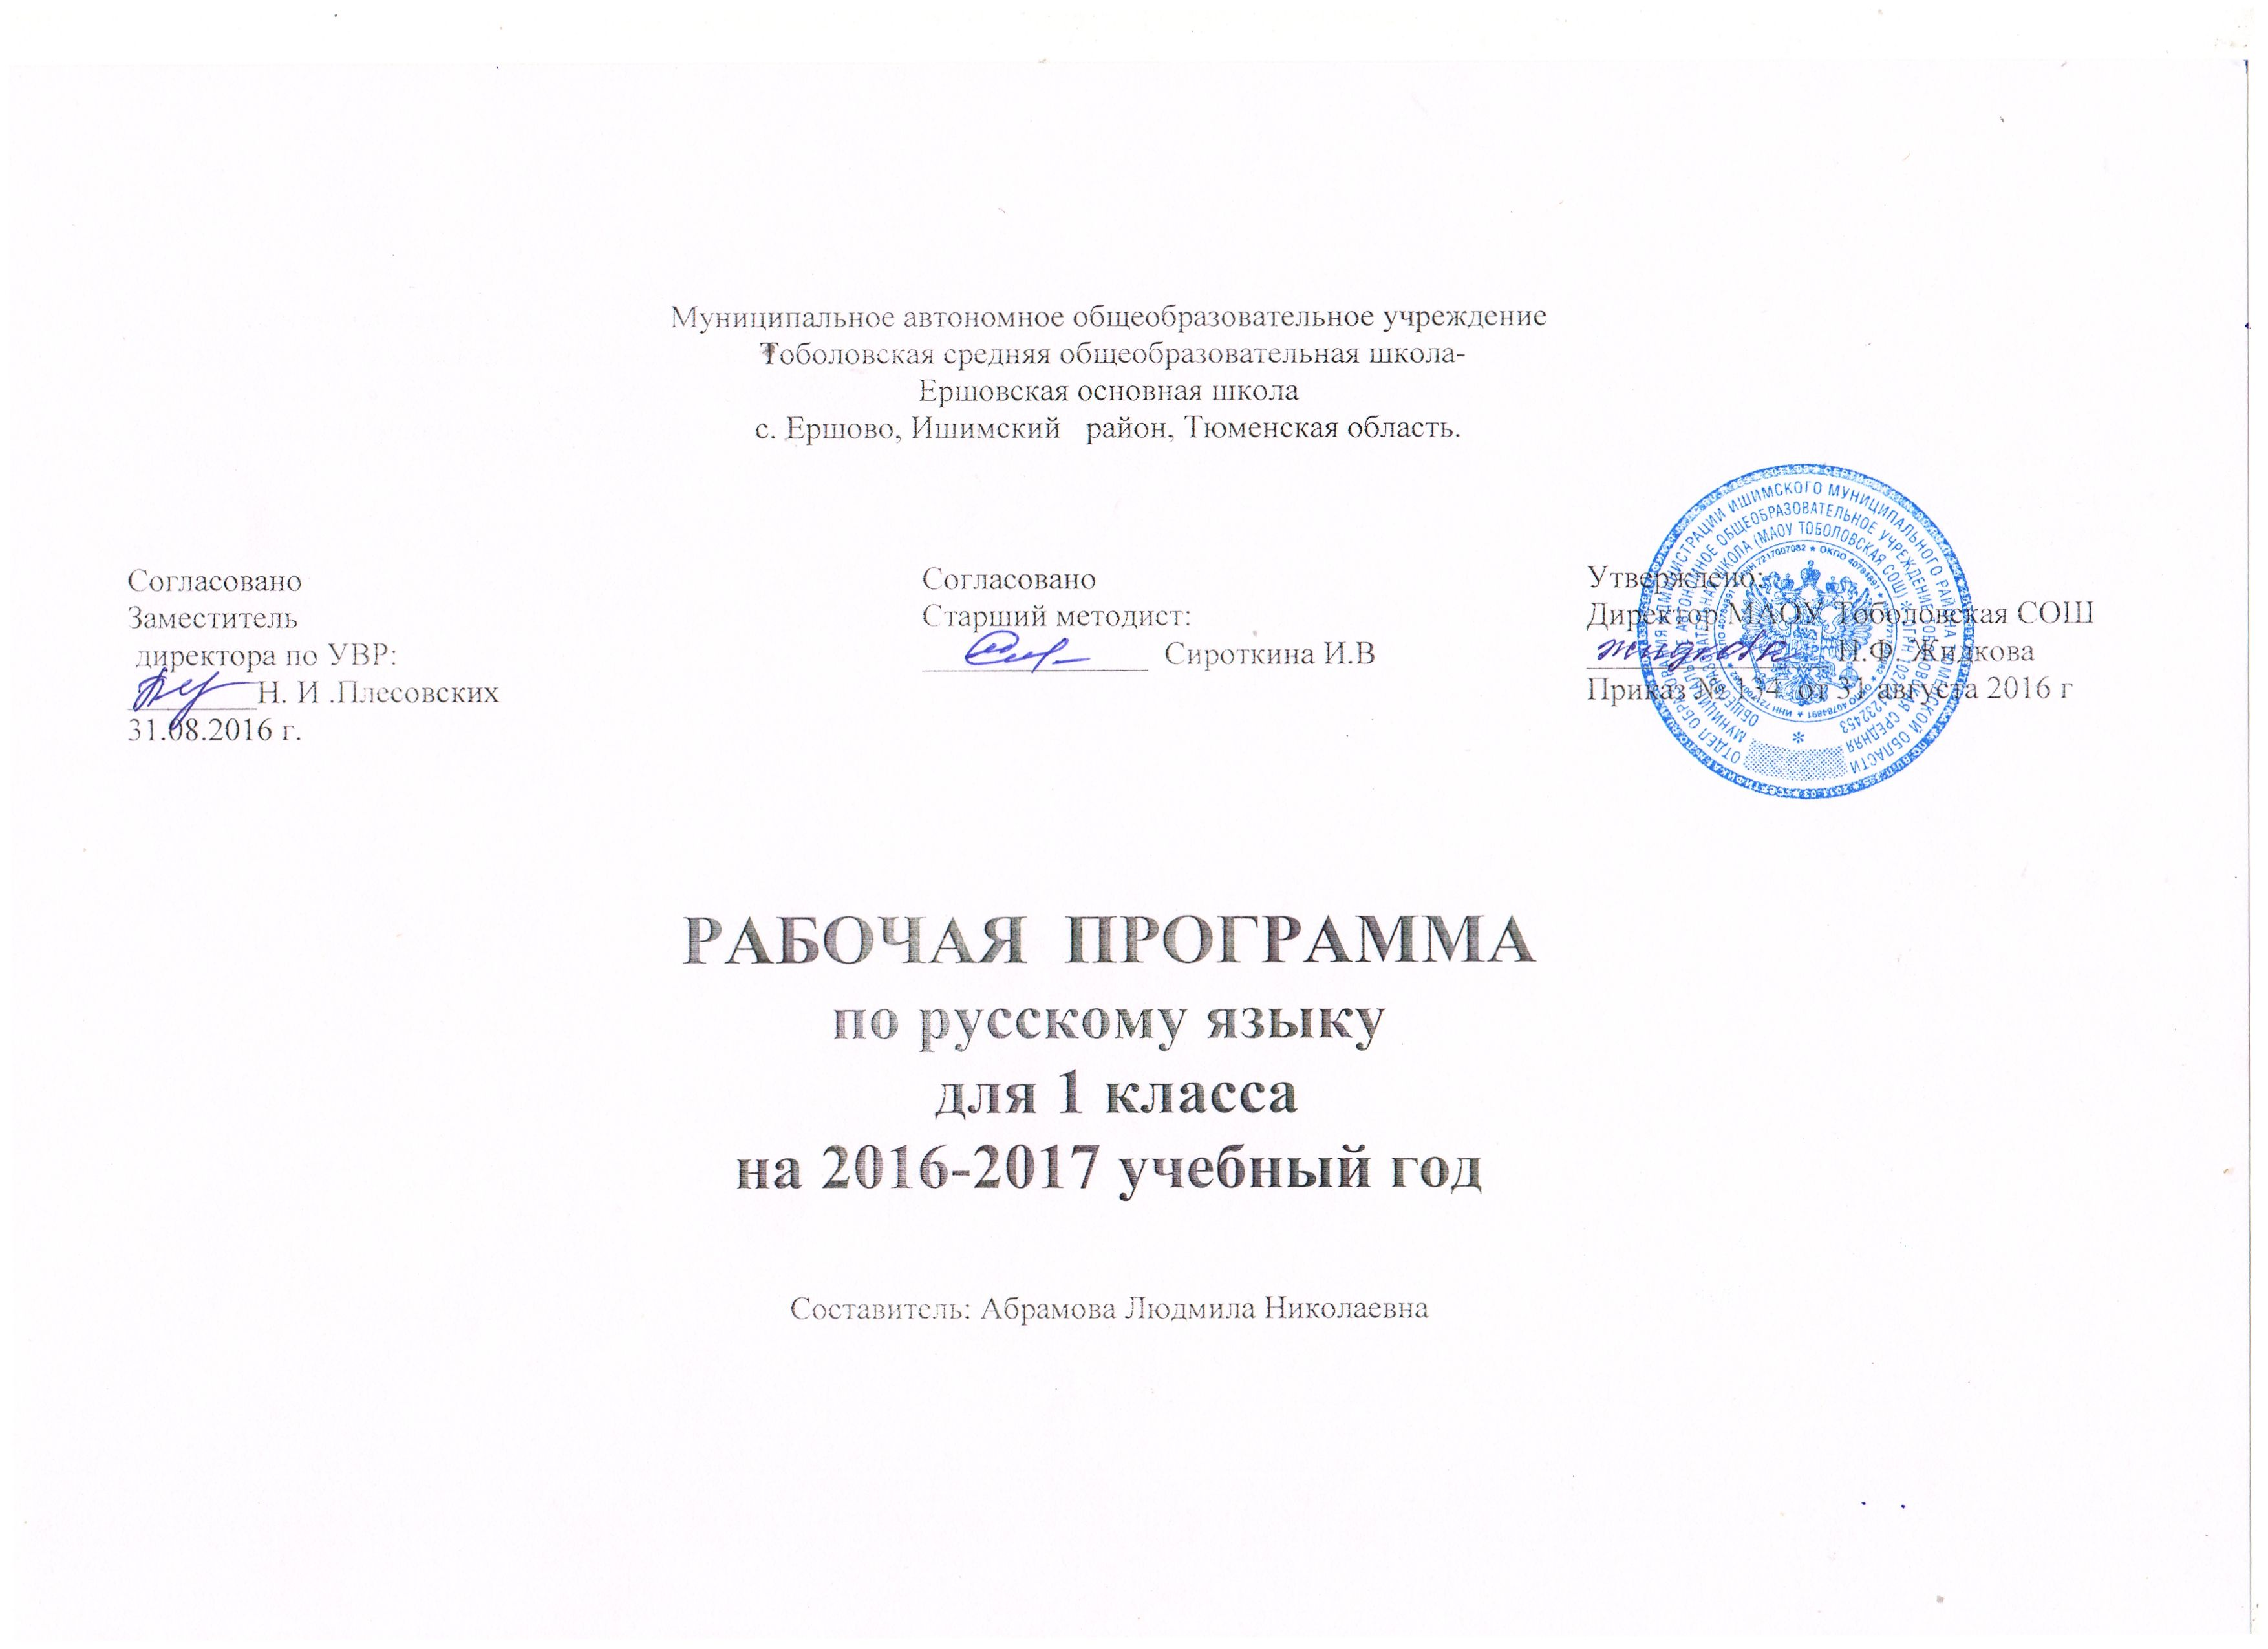 Муниципальное автономное общеобразовательное учреждение
Тоболовская средняя общеобразовательная школа-
Ершовская основная школа
с. Ершово, Ишимский район, Тюменская область.
Согласовано
Заместитель
директора по УВР:
Н. И .Плесовских
31.08.2016 г.
Согласовано
Старший методист:
Сироткина И.В
Утверждено:
Директор МАОУ Тоболовская СОШ
Жидкова Н.Ф. Жидкова
Приказ № 134 от 31 августа 2016 г
РАБОЧАЯ ПРОГРАММА
по русскому языку
для 1 класса
на 2016-2017 учебный год
Составитель: Абрамова Людмила Николаевна